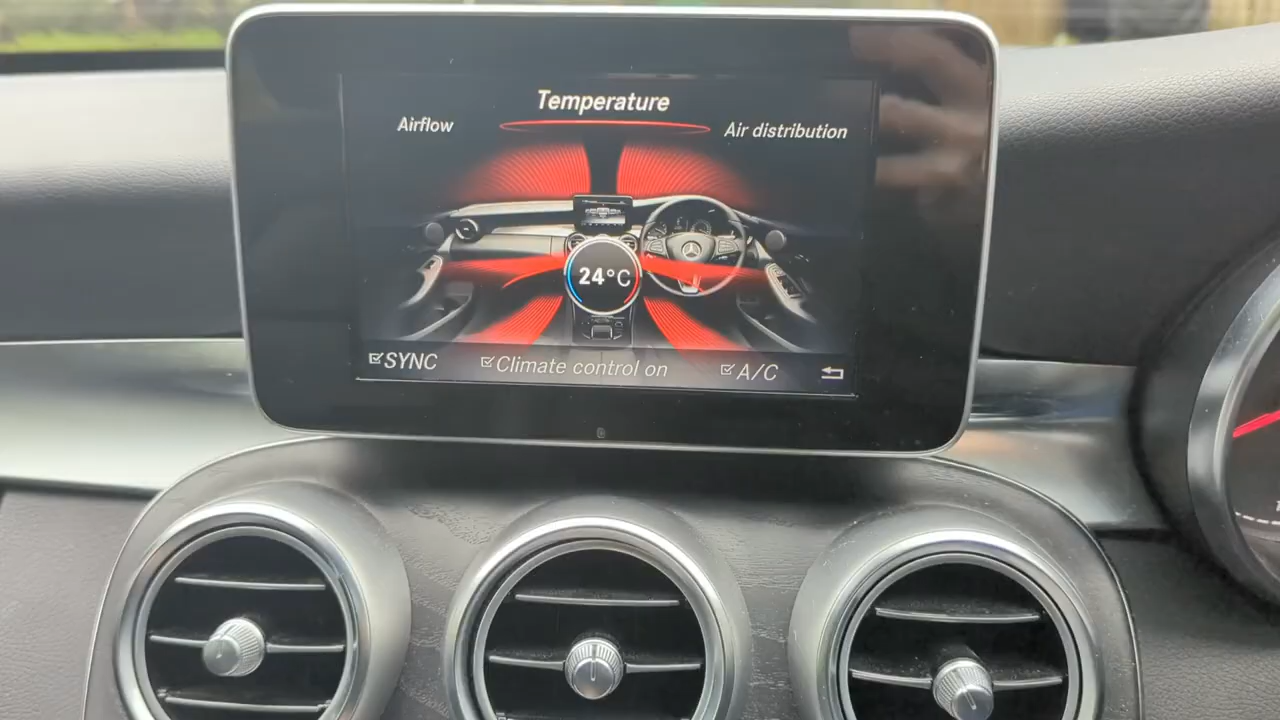 Temperature
Airflow
Air distribution
24°C
SYNC
Climate control on
A/C